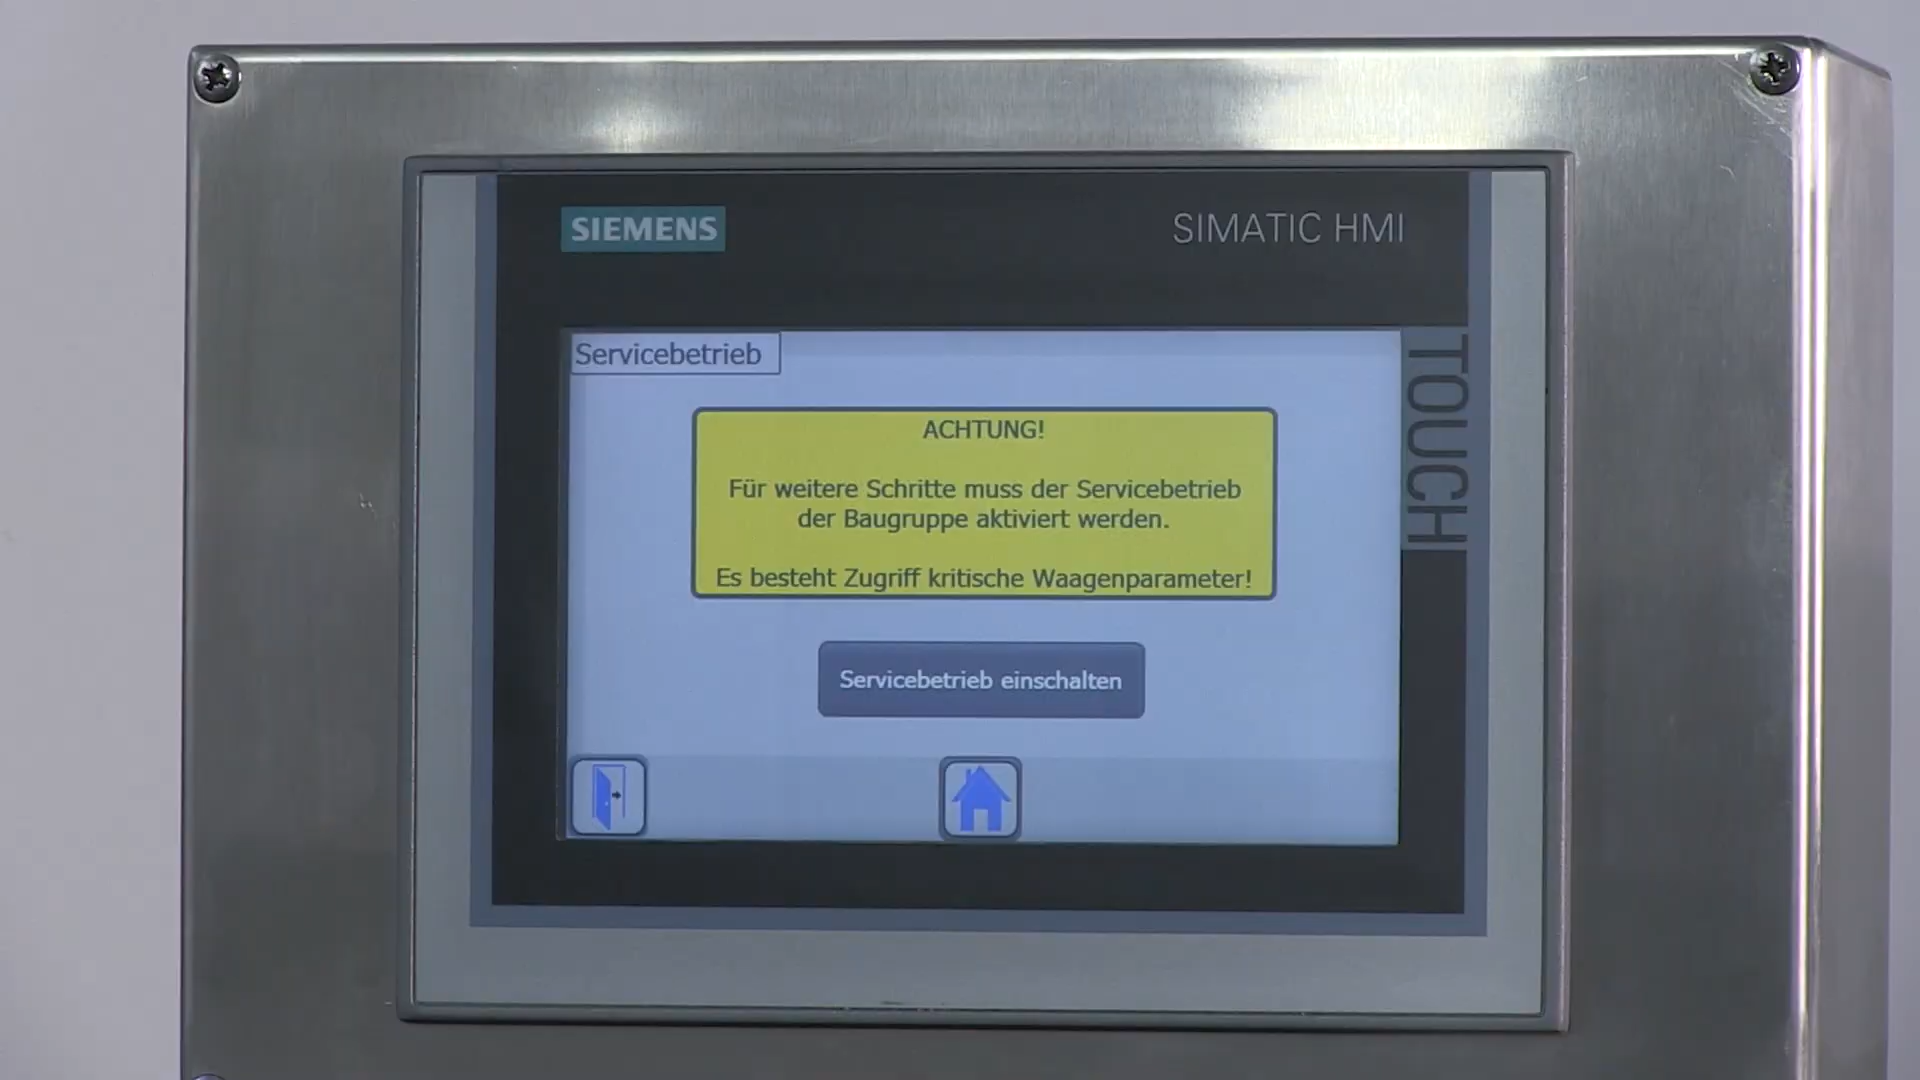 SIEMENS
SIMATIC HMI
TOUCH
Servicebetrieb
ACHTUNG!
Für weitere Schritte muss der Servicebetrieb
der Baugruppe aktiviert werden.
Es besteht Zugriff kritische Waagenparameter!
Servicebetrieb einschalten